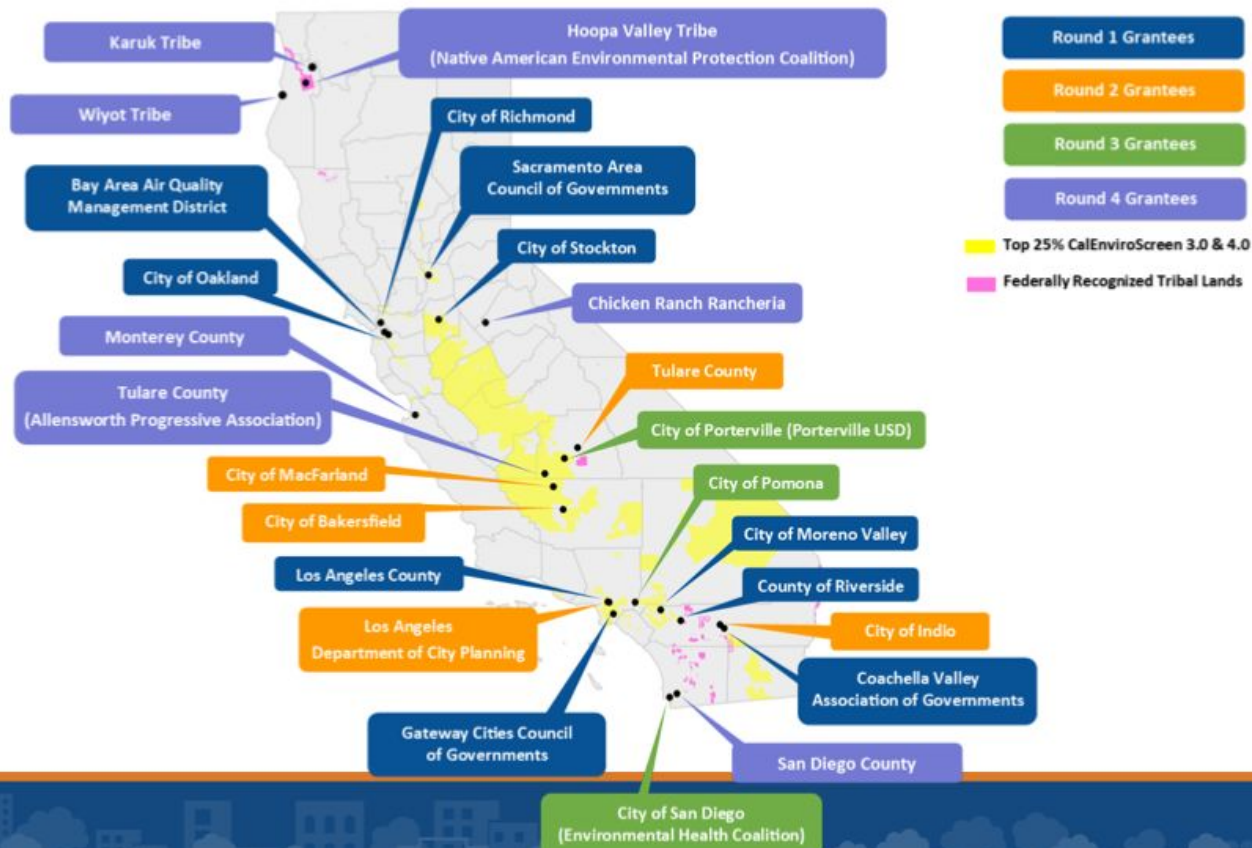 Karuk Tribe
Hoopa Valley Tribe
(Native American Environmental Protection Coalition)
Wiyot Tribe
City of Richmond
Bay Area Air Quality
Management District
Sacramento Area
Council of Governments
City of Stockton
City of Oakland
Chicken Ranch Rancheria
Monterey County
Tulare County
Tulare County
(Allensworth Progressive Association)
City of Porterville (Porterville USD)
City of MacFarland
City of Pomona
City of Bakersfield
City of Moreno Valley
Los Angeles County
County of Riverside
Los Angeles
Department of City Planning
City of Indio
Coachella Valley
Association of Governments
Gateway Cities Council
of Governments
San Diego County
City of San Diego
(Environmental Health Coalition)
Round 1 Grantees
Round 2 Grantees
Round 3 Grantees
Round 4 Grantees
Top 25% CalEnviroScreen 3.0 & 4.0
Federally Recognized Tribal Lands